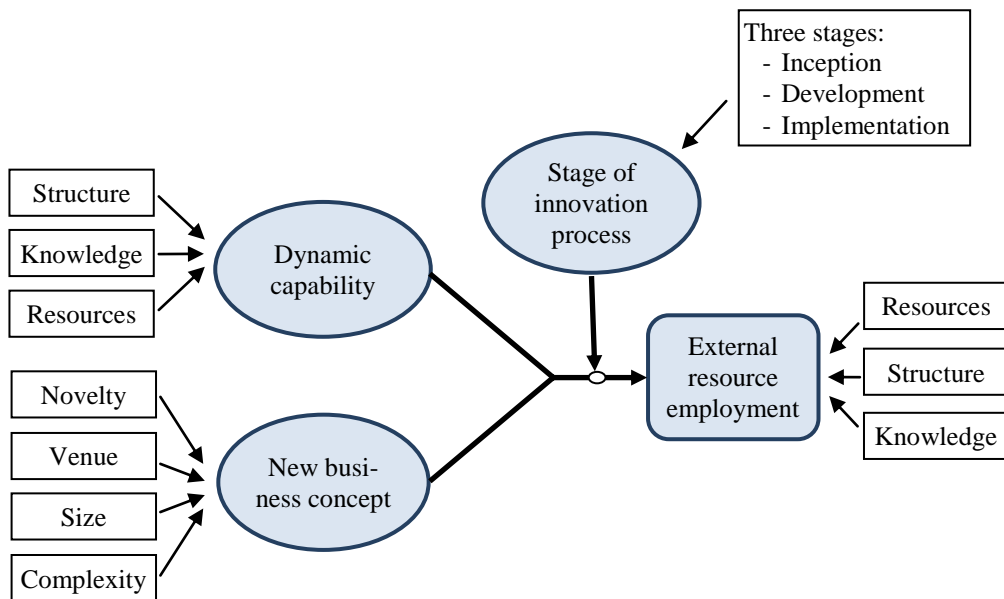 Three stages:
- Inception
- Development
- Implementation
Stage of
innovation
process
Structure
Knowledge
Resources
Dynamic
capability
External
resource
employment
Resources
Structure
Knowledge
Novelty
Venue
Size
Complexity
New busi-
ness concept